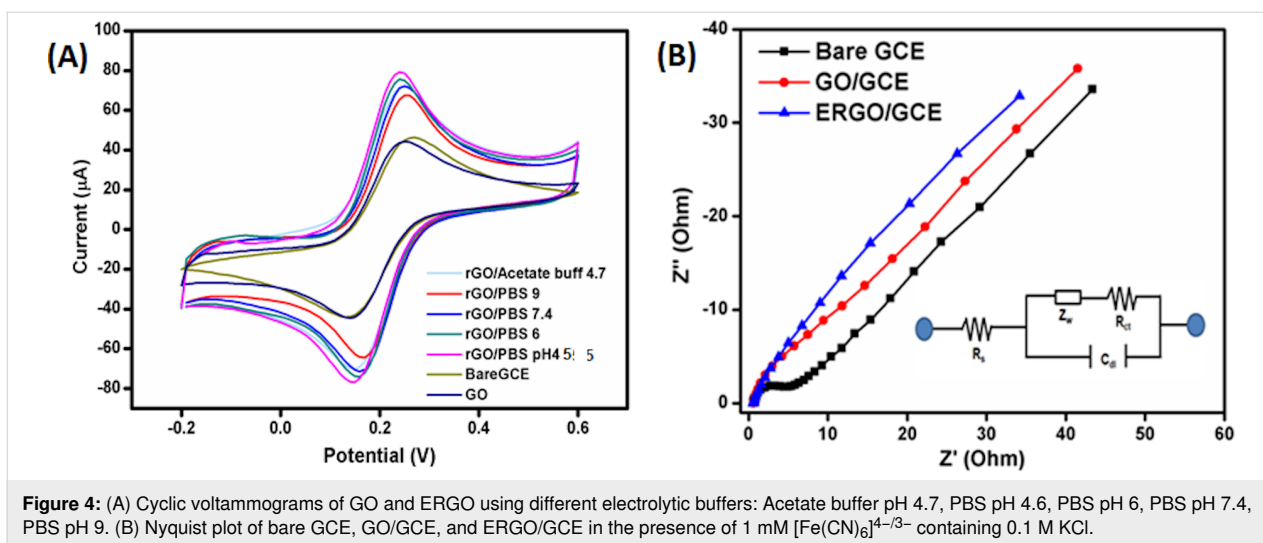 (A)
100
80
60
40
20
0
-20
-40
-60
-80
Current (µA)
-0.2 0.0 0.2 0.4 0.6
Potential (V)
rGO/Acetate buff 4.7
rGO/PBS 9
rGO/PBS 7.4
rGO/PBS 6
rGO/PBS pH4 5
BareGCE
GO
(B)
-40
-30
-20
-10
0
Z'' (Ohm)
0 10 20 30 40 50 60
Z' (Ohm)
Bare GCE
GO/GCE
ERGO/GCE
Rs
Zw
Rct
Cdl
Figure 4: (A) Cyclic voltammograms of GO and ERGO using different electrolytic buffers: Acetate buffer pH 4.7, PBS pH 4.6, PBS pH 6, PBS pH 7.4,
PBS pH 9. (B) Nyquist plot of bare GCE, GO/GCE, and ERGO/GCE in the presence of 1 mM [Fe(CN)6]4−/3− containing 0.1 M KCl.